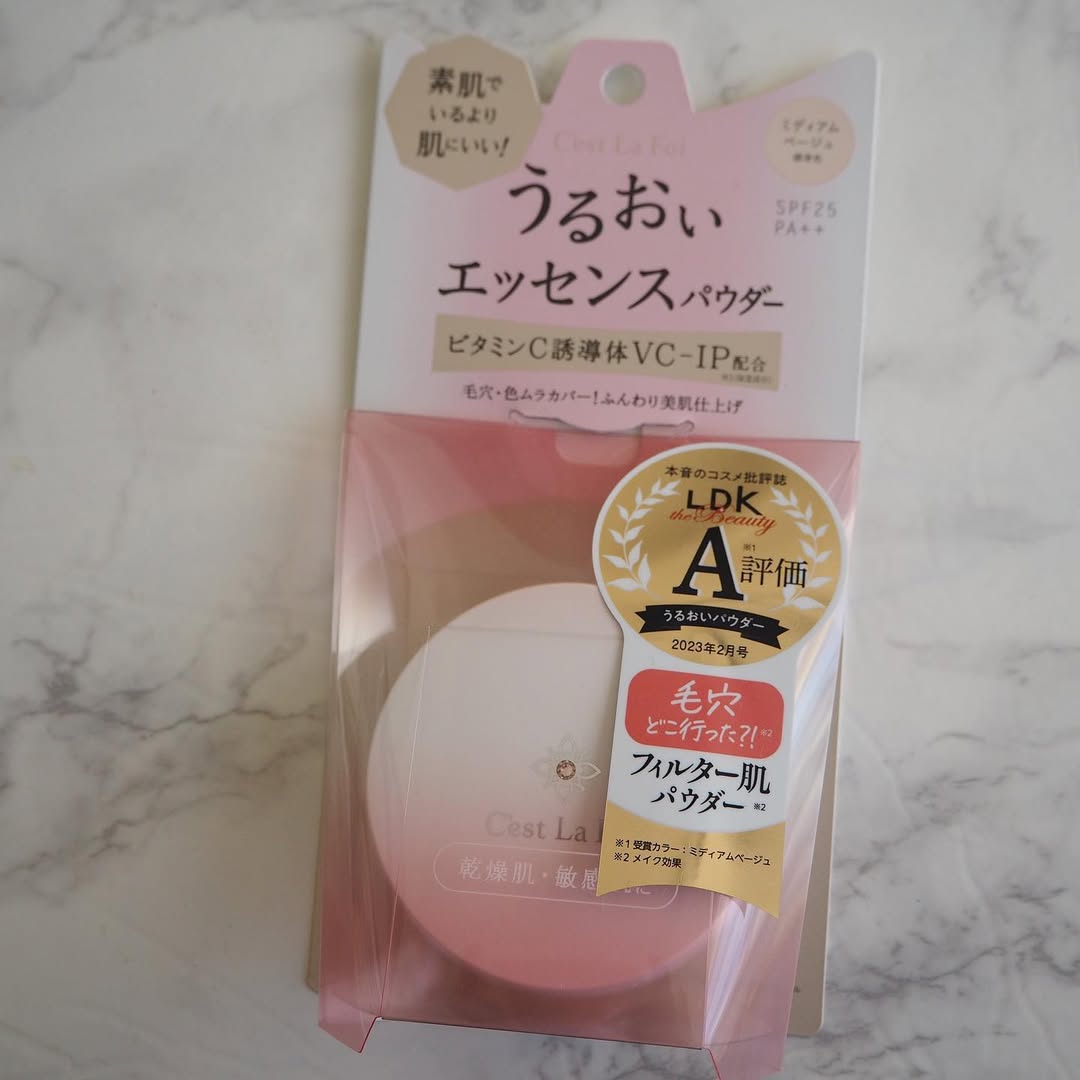 素肌で
いるより
肌にいい!
C'est La Foi
ミディアム
ベージュ
標準色
SPF25
PA++
うるおい
エッセンスパウダー
ビタミンC誘導体VC-IP配合
毛穴・色ムラカバー!ふんわり美肌仕上げ
本音のコスメ批評誌
LDK
the Beauty
A※1評価
うるおいパウダー
2023年2月号
毛穴
どこ行った?!※2
フィルター肌
パウダー※2
※1 受賞カラー:ミディアムベージュ
※2 メイク効果
C'est La F
乾燥肌・敏感肌に